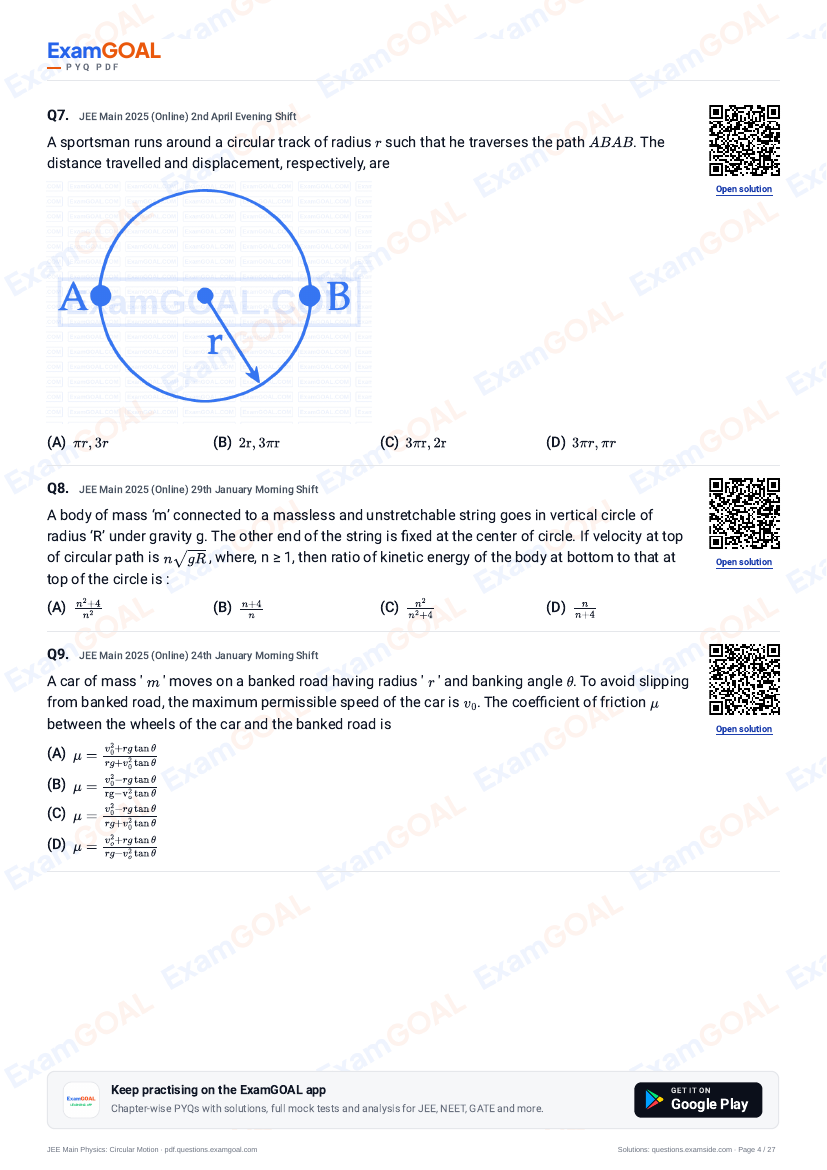 ExamGOAL
PYQ PDF
Q7. JEE Main 2025 (Online) 2nd April Evening Shift
A sportsman runs around a circular track of radius r such that he traverses the path ABAB. The
distance travelled and displacement, respectively, are
Open solution
A
B
r
ExamGOAL.COM
(A) πr, 3r (B) 2r, 3πr (C) 3πr, 2r (D) 3πr, πr
Q8. JEE Main 2025 (Online) 29th January Morning Shift
A body of mass 'm' connected to a massless and unstretchable string goes in vertical circle of
radius 'R' under gravity g. The other end of the string is fixed at the center of circle. If velocity at top
of circular path is n√(gR), where, n ≥ 1, then ratio of kinetic energy of the body at bottom to that at
top of the circle is :
Open solution
(A) (n²+4)/n² (B) (n+4)/n (C) n²/(n²+4) (D) n/(n+4)
Q9. JEE Main 2025 (Online) 24th January Morning Shift
A car of mass ' m ' moves on a banked road having radius ' r ' and banking angle θ. To avoid slipping
from banked road, the maximum permissible speed of the car is v₀. The coefficient of friction μ
between the wheels of the car and the banked road is
Open solution
(A) μ = (v₀²+rg tan θ)/(rg+v₀² tan θ)
(B) μ = (v₀²−rg tan θ)/(rg−v₀² tan θ)
(C) μ = (v₀²−rg tan θ)/(rg+v₀² tan θ)
(D) μ = (v₀²+rg tan θ)/(rg−v₀² tan θ)
ExamGOAL
Keep practising on the ExamGOAL app
Chapter-wise PYQs with solutions, full mock tests and analysis for JEE, NEET, GATE and more.
GET IT ON
Google Play
JEE Main Physics: Circular Motion · pdf.questions.examgoal.com
Solutions: questions.examside.com · Page 4 / 27